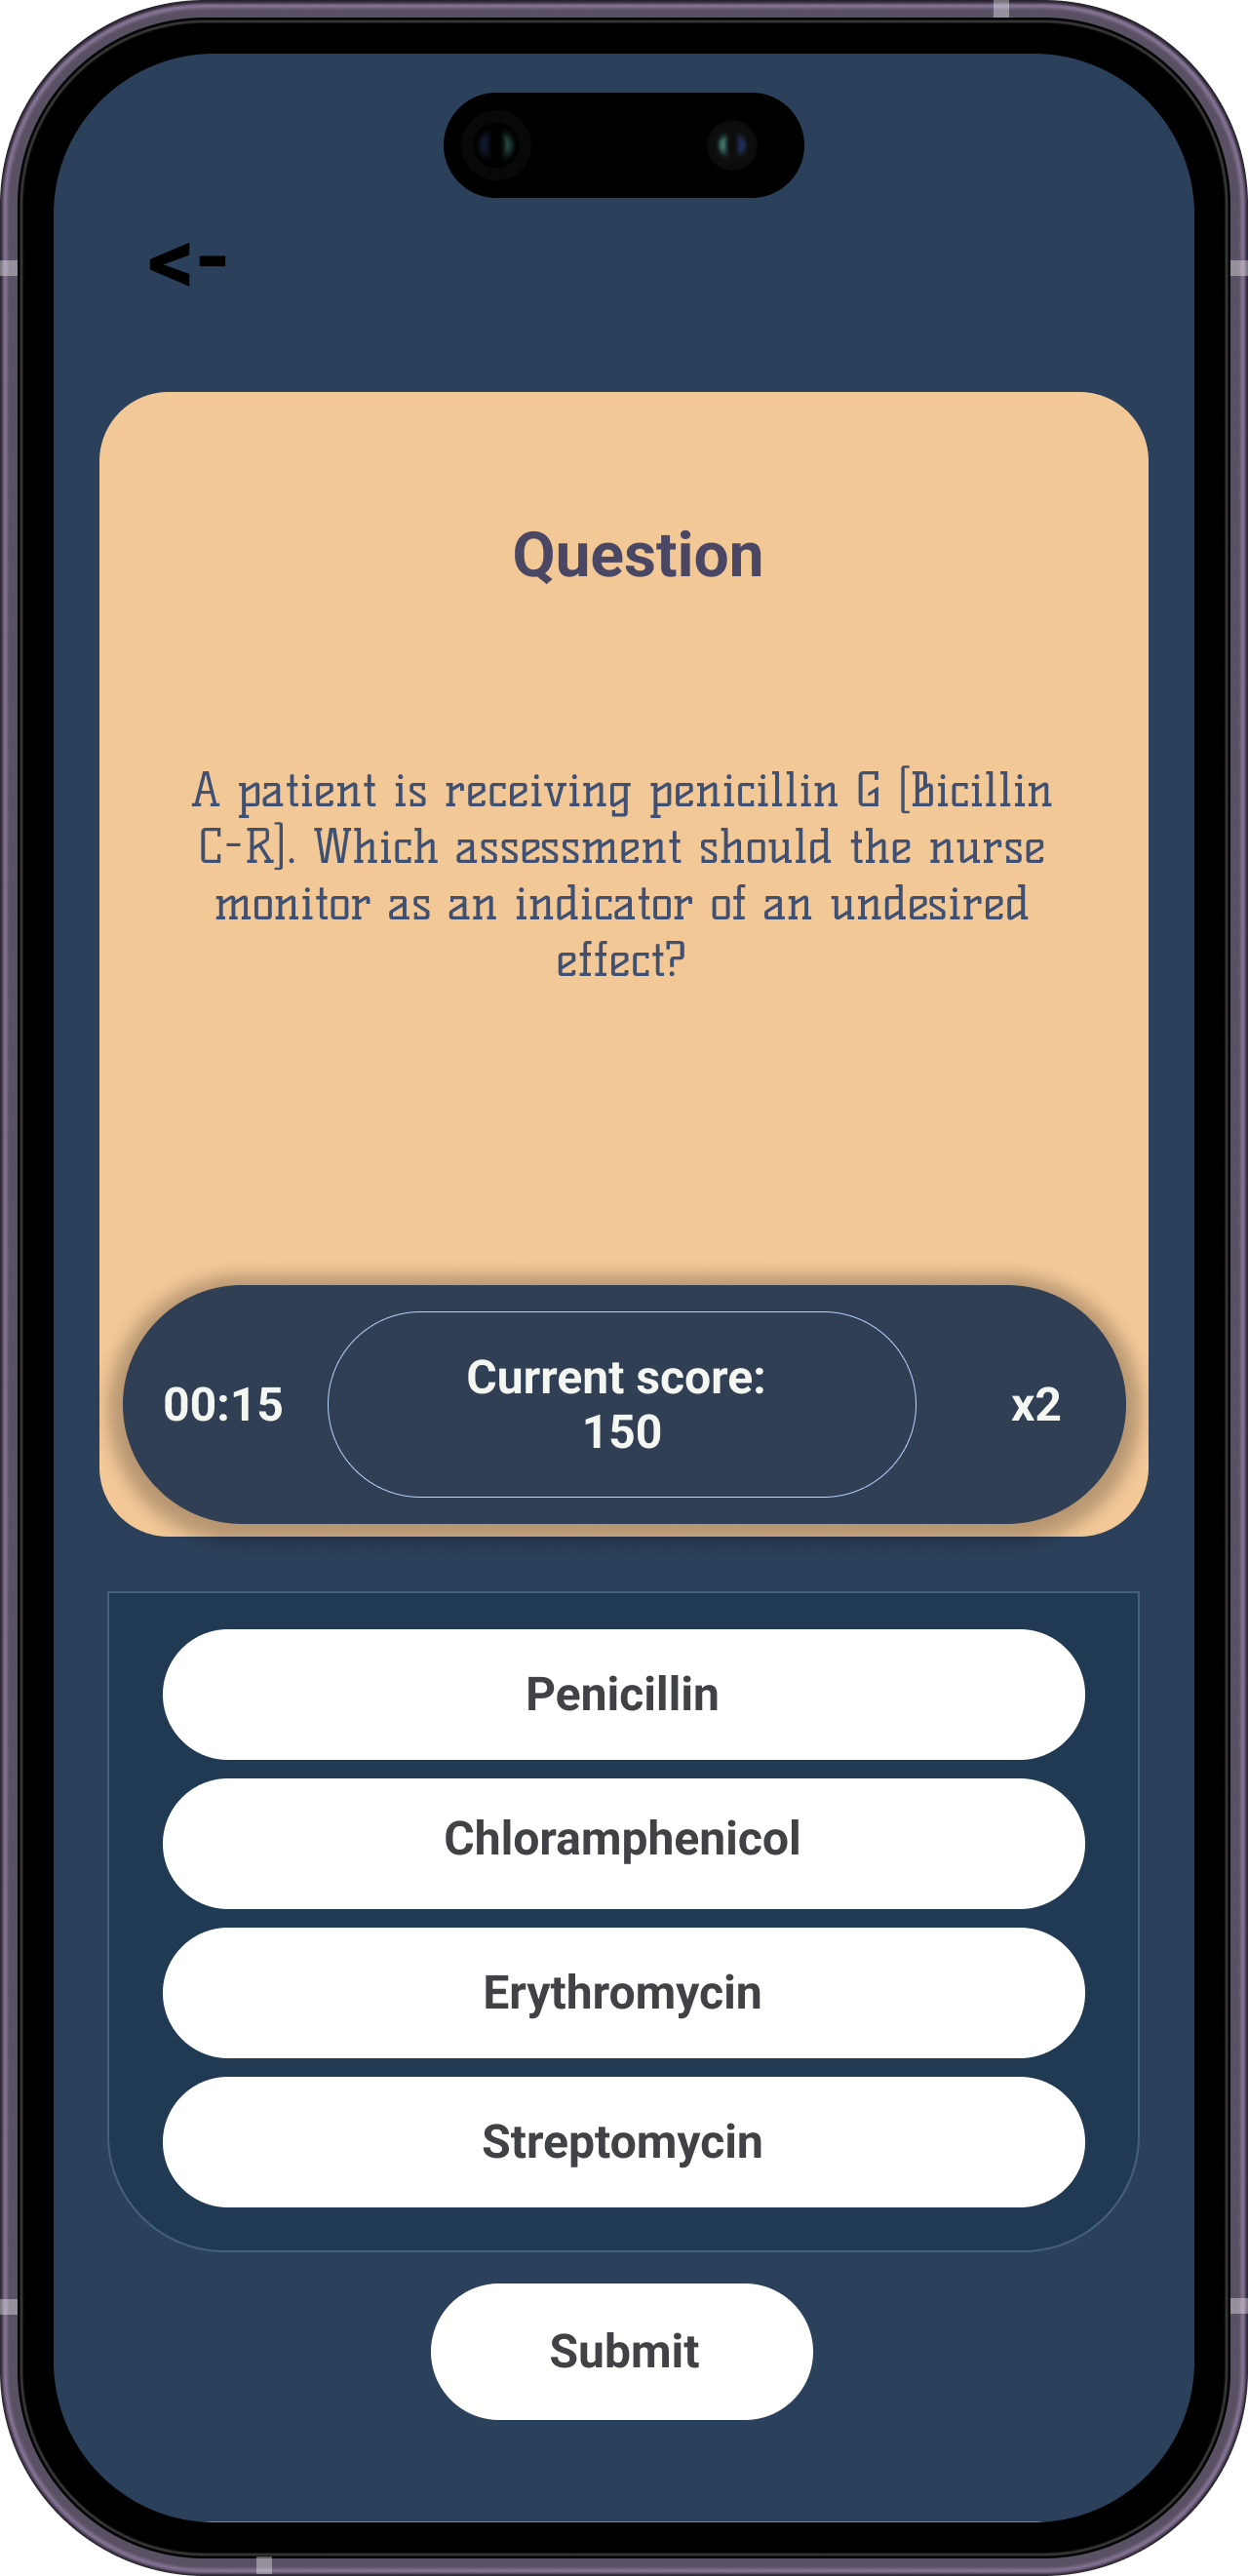 <-
Question
A patient is receiving penicillin G (Bicillin
C-R). Which assessment should the nurse
monitor as an indicator of an undesired
effect?
00:15
Current score:
150
x2
Penicillin
Chloramphenicol
Erythromycin
Streptomycin
Submit